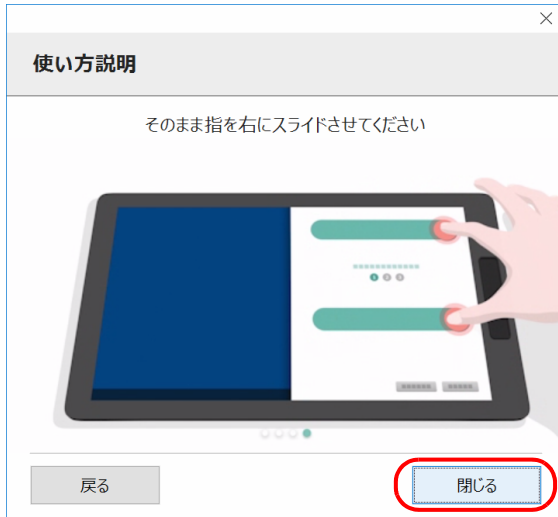 使い方説明
そのまま指を右にスライドさせてください
戻る
閉じる